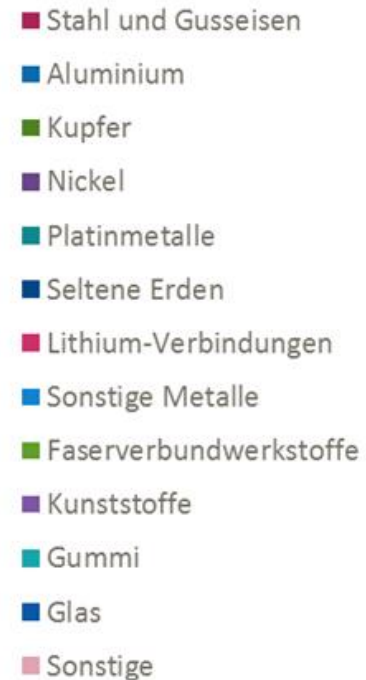 Stahl und Gusseisen
Aluminium
Kupfer
Nickel
Platinmetalle
Seltene Erden
Lithium-Verbindungen
Sonstige Metalle
Faserverbundwerkstoffe
Kunststoffe
Gummi
Glas
Sonstige